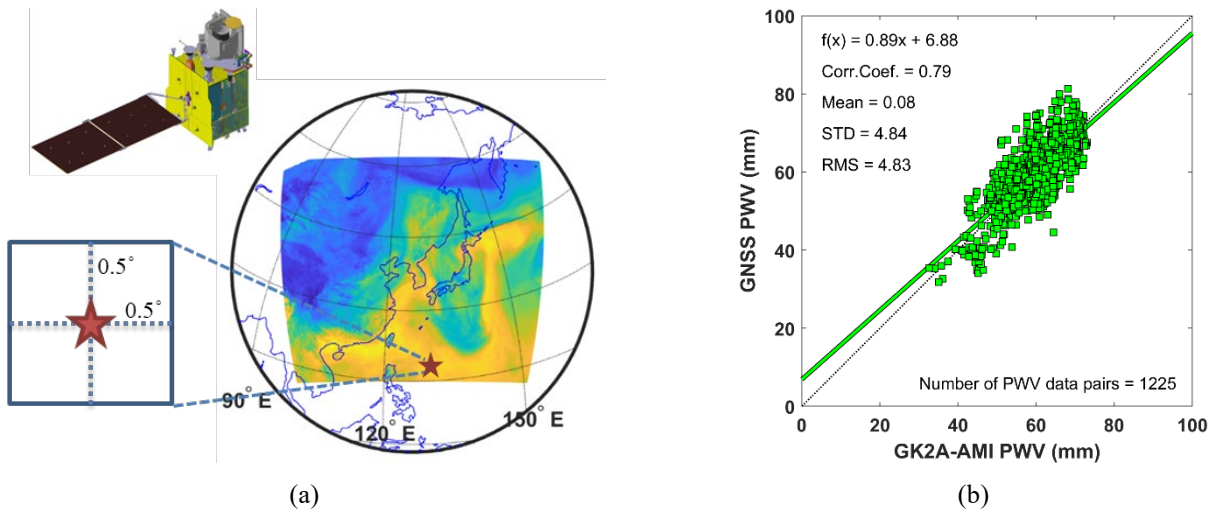 0.5°
0.5°
90° E
120° E
150° E
(a)
f(x) = 0.89x + 6.88
Corr.Coef. = 0.79
Mean = 0.08
STD = 4.84
RMS = 4.83
Number of PWV data pairs = 1225
100
80
60
40
20
0
0
20
40
60
80
100
GNSS PWV (mm)
GK2A-AMI PWV (mm)
(b)